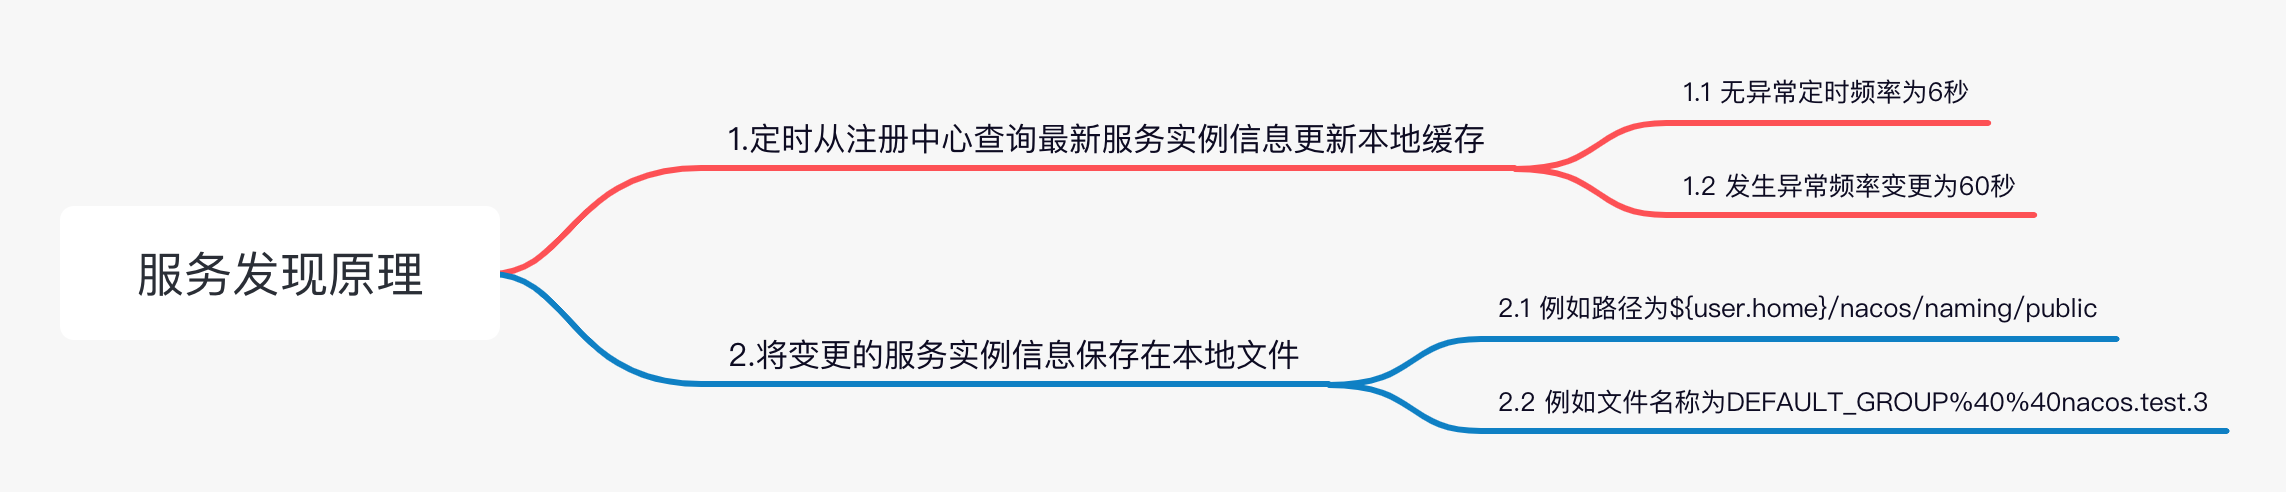 服务发现原理
1.定时从注册中心查询最新服务实例信息更新本地缓存
1.1 无异常定时频率为6秒
1.2 发生异常频率变更为60秒
2.将变更的服务实例信息保存在本地文件
2.1 例如路径为${user.home}/nacos/naming/public
2.2 例如文件名称为DEFAULT_GROUP%40%40nacos.test.3